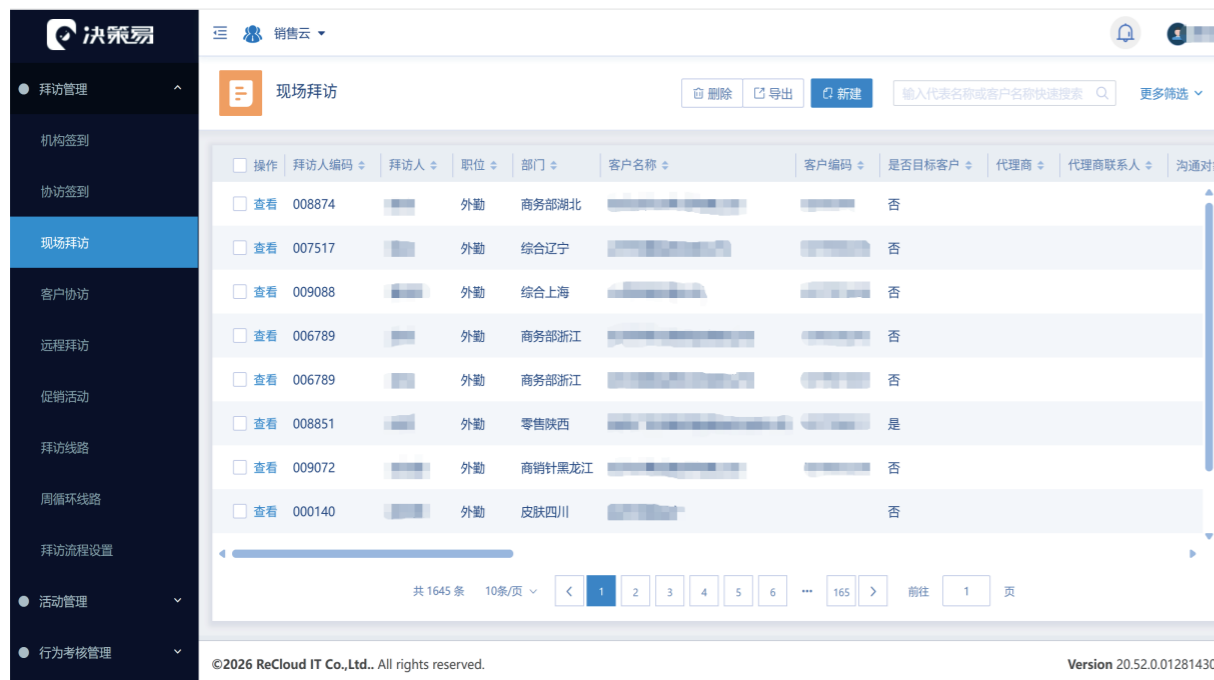 决策易
销售云
拜访管理
机构签到
协访签到
现场拜访
客户协访
远程拜访
促销活动
拜访线路
周循环线路
拜访流程设置
活动管理
行为考核管理
现场拜访
删除 导出 新建 输入代表名称或客户名称快速搜索 更多筛选
操作 拜访人编码 拜访人 职位 部门 客户名称 客户编码 是否目标客户 代理商 代理商联系人 沟通对
查看 008874 外勤 商务部湖北 否
查看 007517 外勤 综合辽宁 否
查看 009088 外勤 综合上海 否
查看 006789 外勤 商务部浙江 否
查看 006789 外勤 商务部浙江 否
查看 008851 外勤 零售陕西 是
查看 009072 外勤 商销针黑龙江 否
查看 000140 外勤 皮肤四川 否
共 1645 条 10条/页 1 2 3 4 5 6 ··· 165 前往 1 页
©2026 ReCloud IT Co.,Ltd.. All rights reserved. Version 20.52.0.01281430